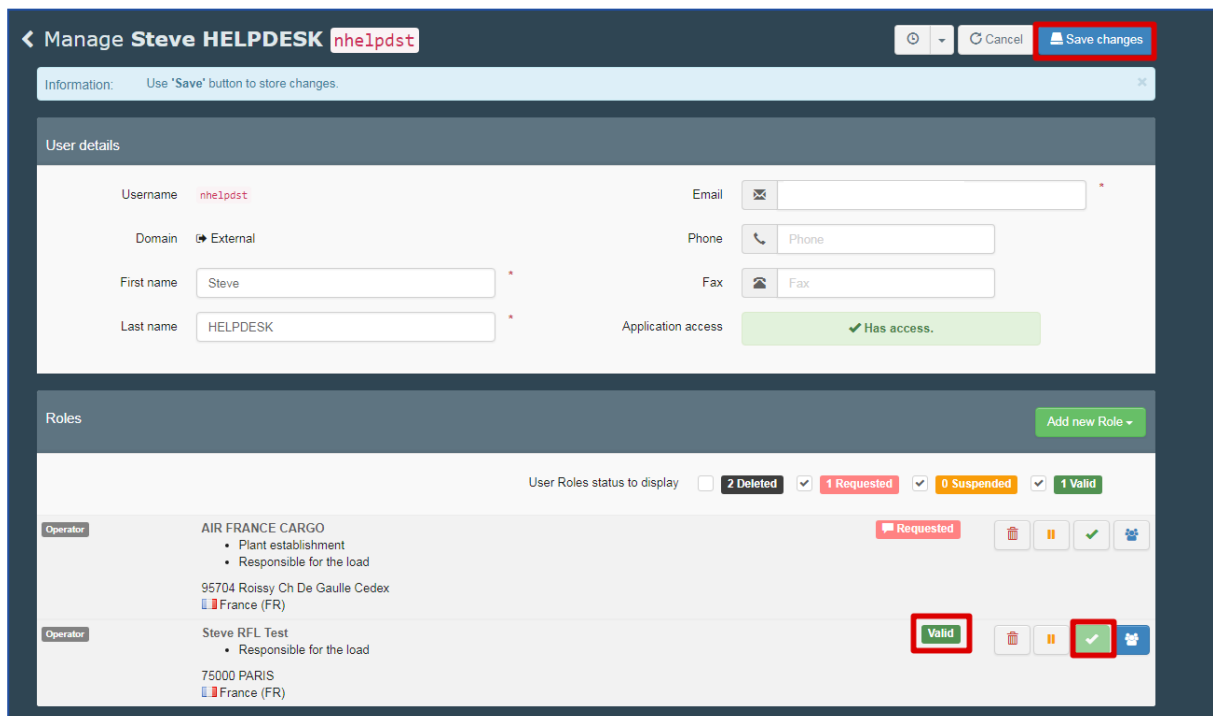 Manage Steve HELPDESK nhelpdst
Cancel
Save changes
Information: Use 'Save' button to store changes.
×
User details
Username nhelpdst
Email *
Domain External
Phone Phone
First name Steve *
Fax Fax
Last name HELPDESK *
Application access Has access.
Roles
Add new Role
User Roles status to display 2 Deleted 1 Requested 0 Suspended 1 Valid
Operator AIR FRANCE CARGO Requested
• Plant establishment
• Responsible for the load
95704 Roissy Ch De Gaulle Cedex
France (FR)
Operator Steve RFL Test Valid
• Responsible for the load
75000 PARIS
France (FR)